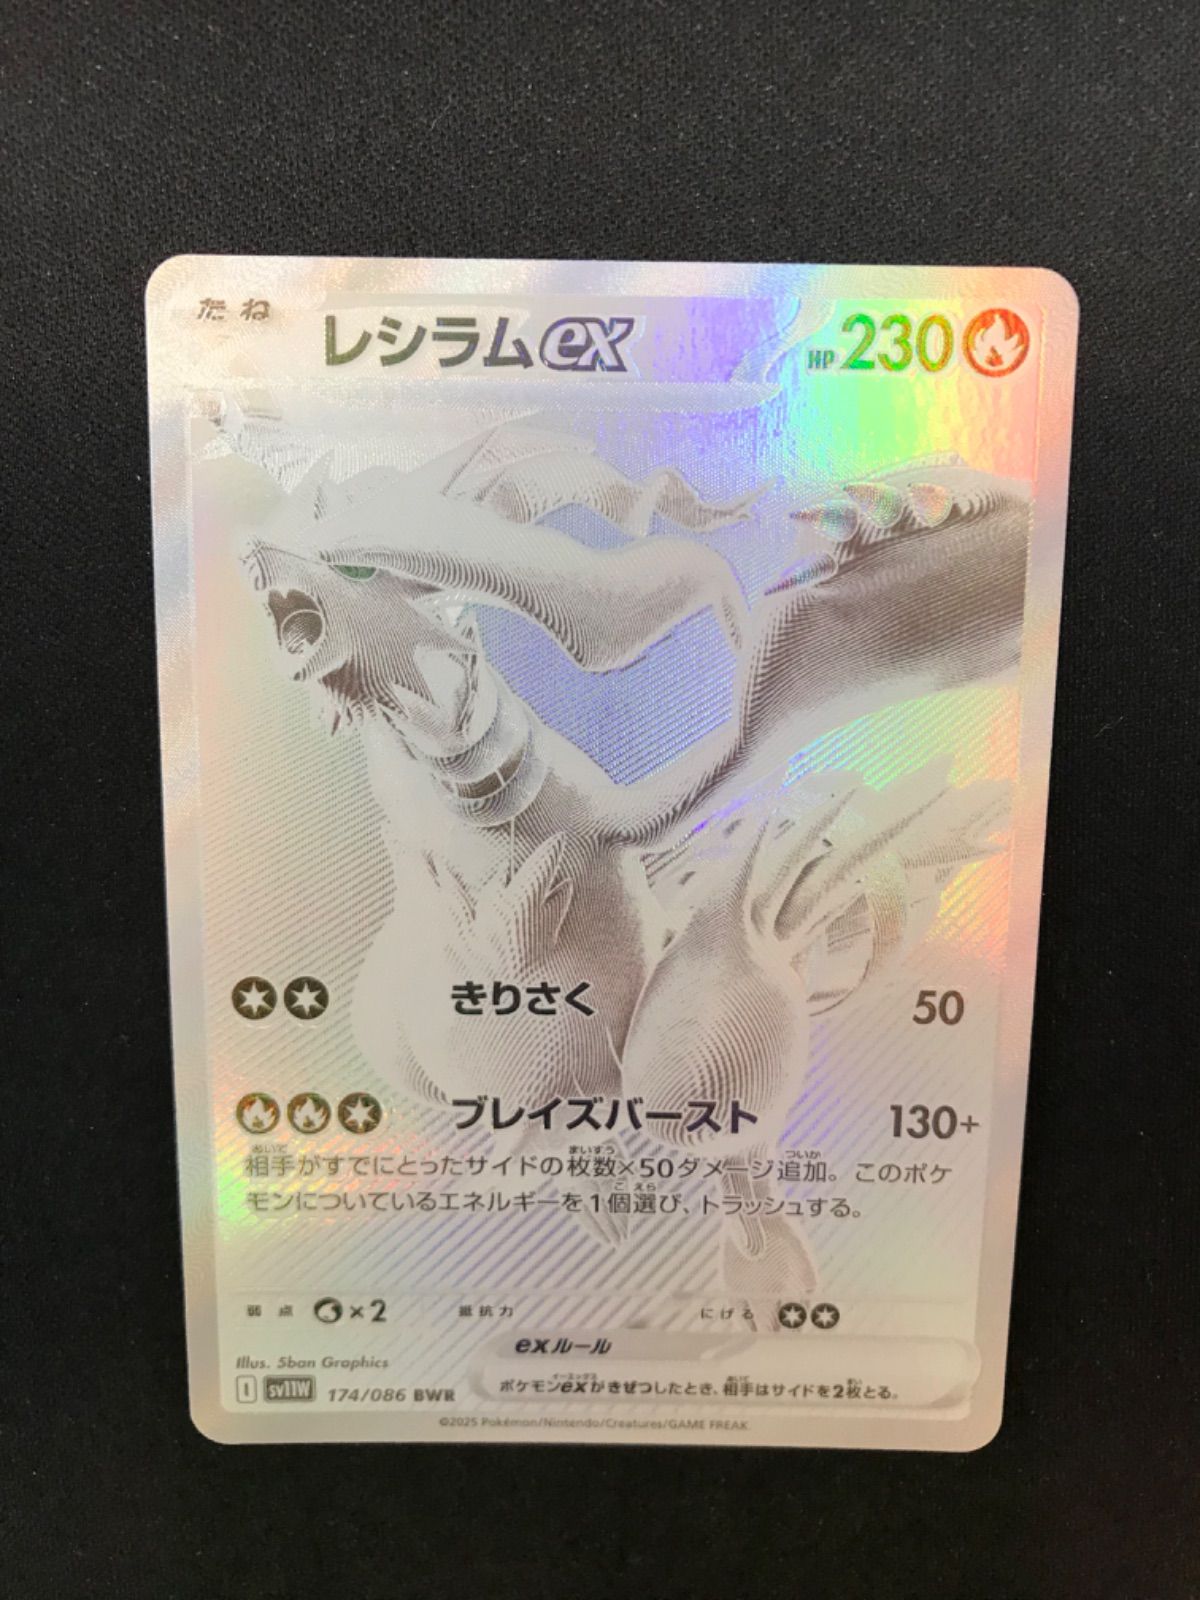 たね レシラムex HP 230
きりさく 50
ブレイズバースト 130+
相手がすでにとったサイドの枚数×50ダメージ追加。このポケ
モンについているエネルギーを1個選び、トラッシュする。
弱点 ×2 抵抗力 にげる
exルール
ポケモンexがきぜつしたとき、相手はサイドを2枚とる。
Illus. 5ban Graphics
I sv11W 174/086 BWR
©2025 Pokémon/Nintendo/Creatures/GAME FREAK